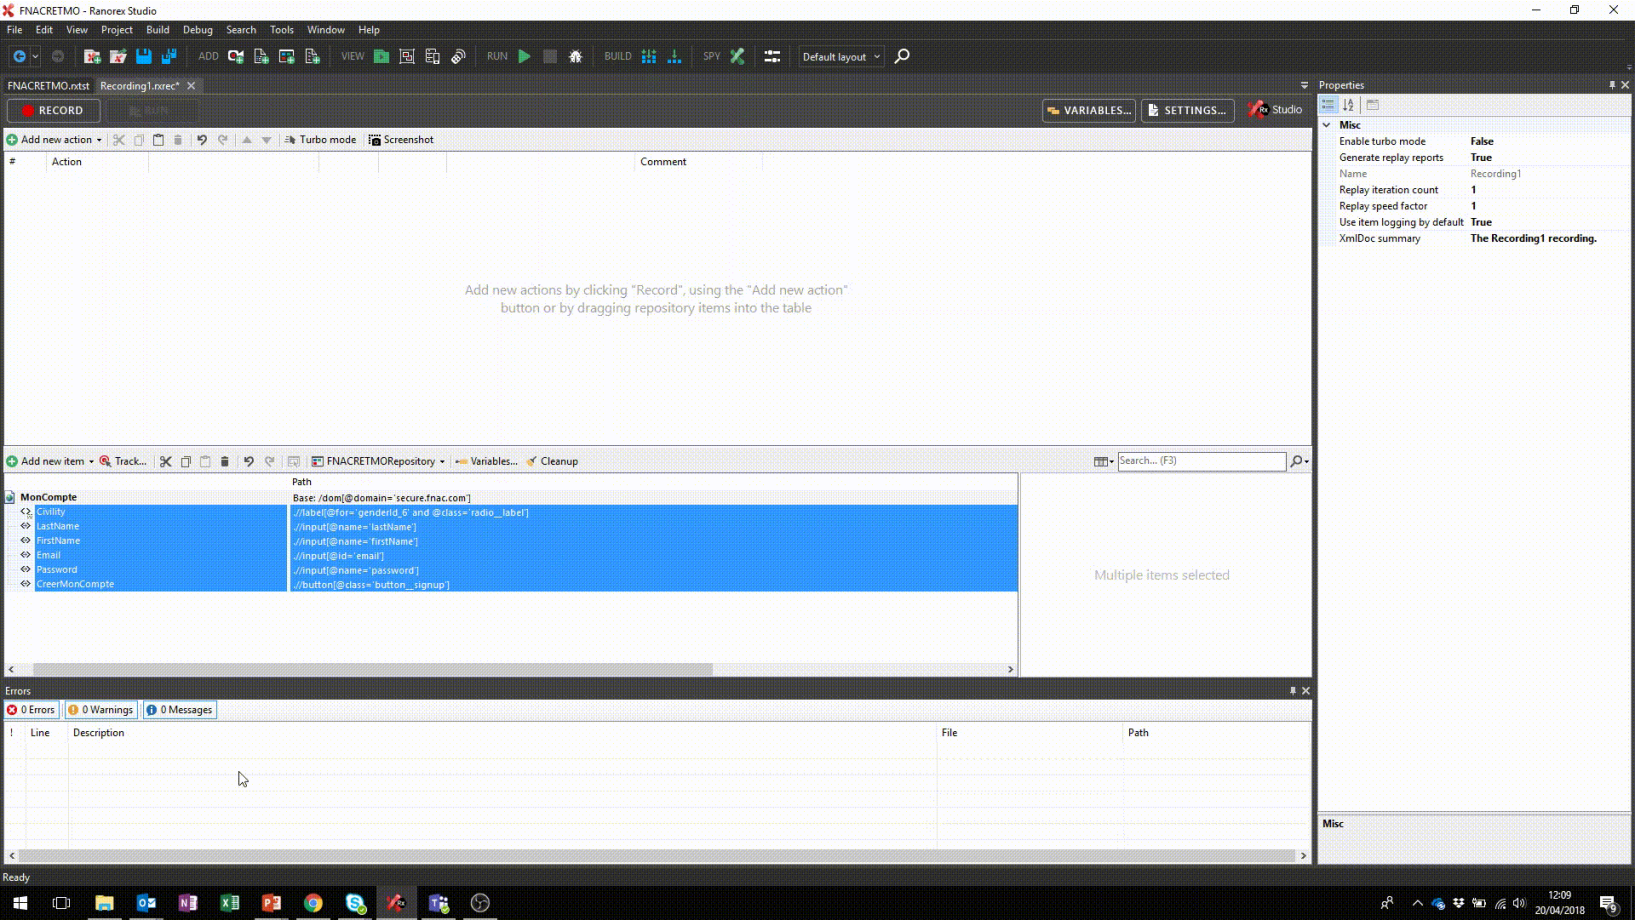 FNACRETMO - Ranorex Studio
File Edit View Project Build Debug Search Tools Window Help
ADD VIEW RUN BUILD SPY Default layout
FNACRETMO.rxtst Recording1.rxrec*
RECORD RUN VARIABLES... SETTINGS... Rx Studio
Add new action Turbo mode Screenshot
# Action Comment
Add new actions by clicking "Record", using the "Add new action"
button or by dragging repository items into the table
Add new item Track... FNACRETMORepository Variables... Cleanup Search... (F3)
Path
MonCompte Base: /dom[@domain='secure.fnac.com']
Civility .//label[@for='genderId_6' and @class='radio__label']
LastName .//input[@name='lastName']
FirstName .//input[@name='firstName']
Email .//input[@id='email']
Password .//input[@name='password']
CreerMonCompte .//button[@class='button__signup']
Multiple items selected
Errors
0 Errors 0 Warnings 0 Messages
! Line Description File Path
Properties
Misc
Enable turbo mode False
Generate replay reports True
Name Recording1
Replay iteration count 1
Replay speed factor 1
Use item logging by default True
XmlDoc summary The Recording1 recording.
Misc
Ready
12:09
20/04/2018
9